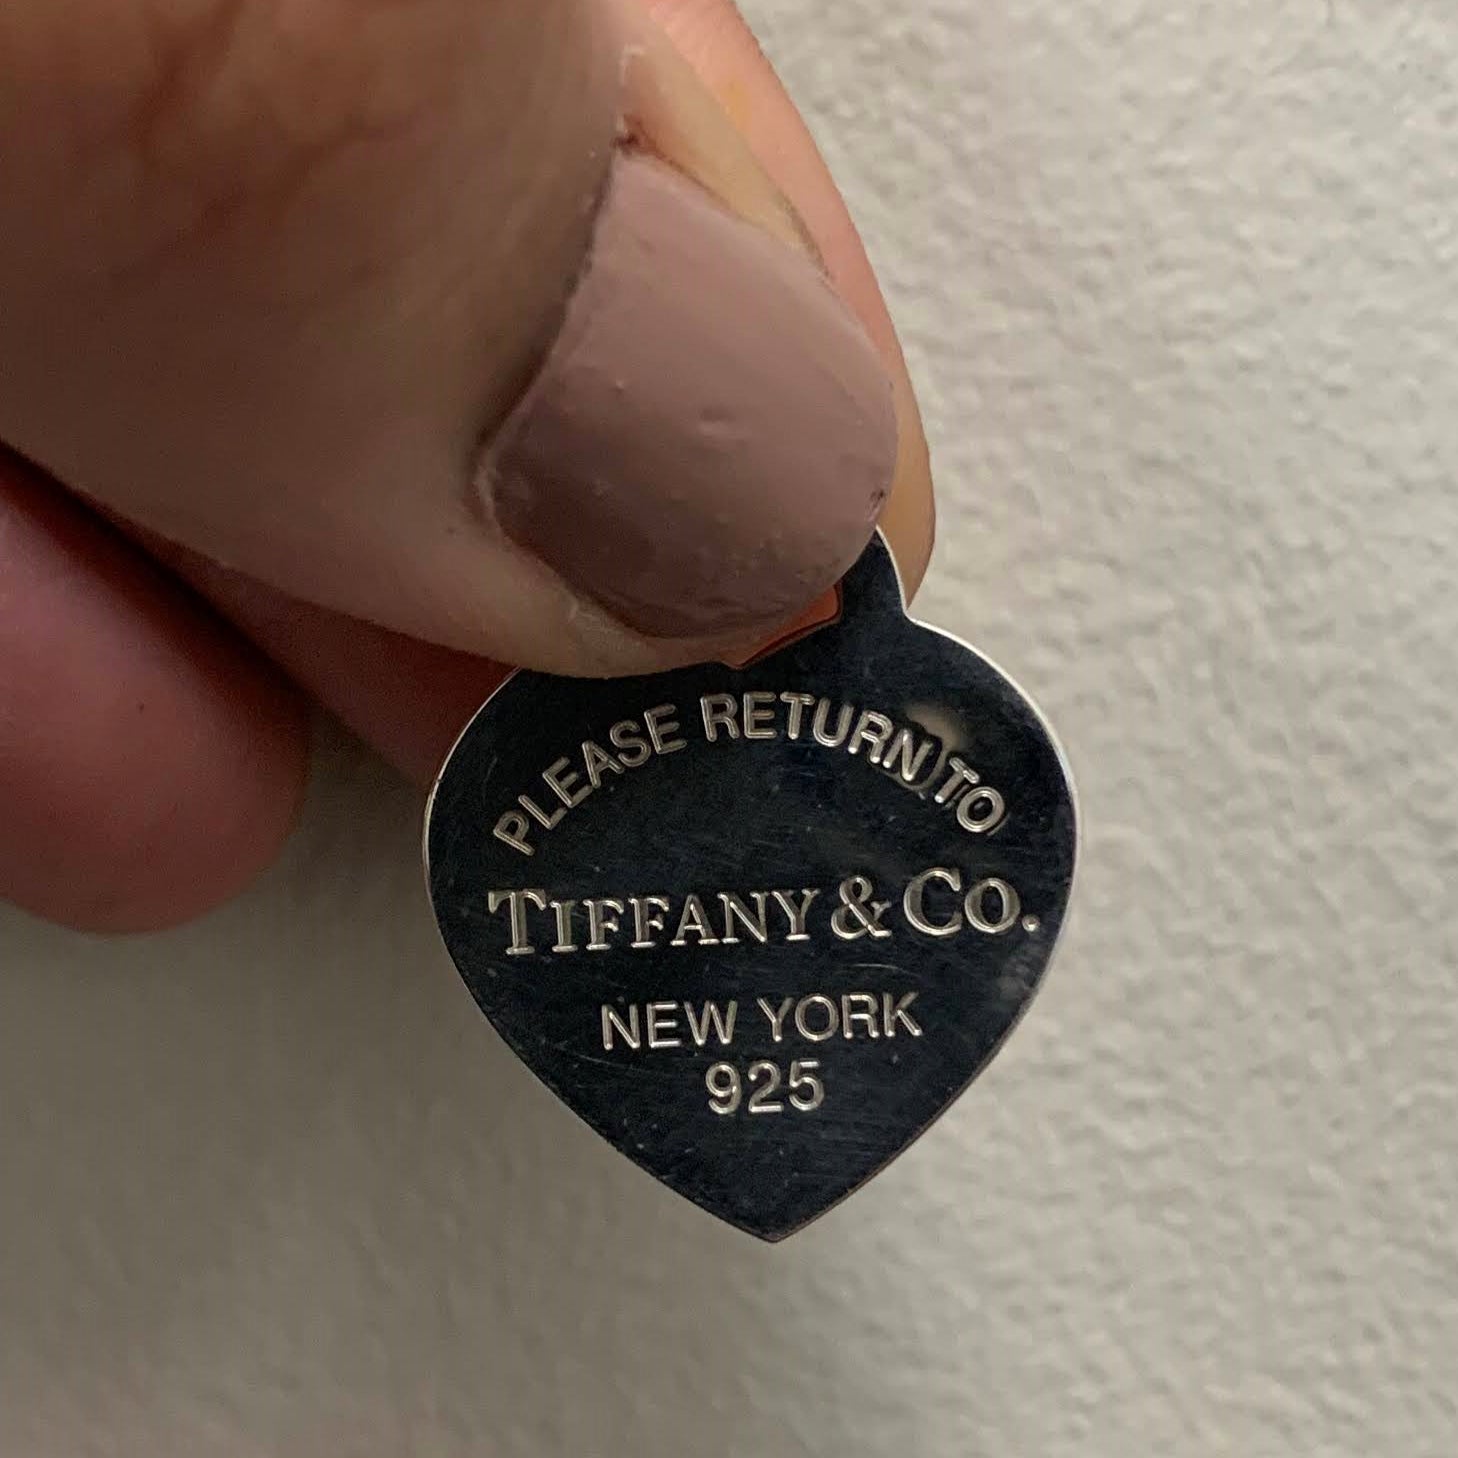 PLEASE RETURN TO
TIFFANY & CO.
NEW YORK
925